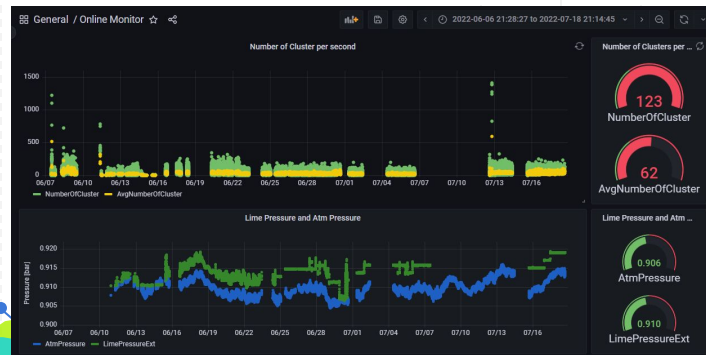 General / Online Monitor
2022-06-06 21:28:27 to 2022-07-18 21:14:45
Number of Cluster per second
1500
1000
500
0
06/07 06/10 06/13 06/16 06/19 06/22 06/25 06/28 07/01 07/04 07/07 07/10 07/13 07/16
NumberOfCluster AvgNumberOfCluster
Number of Clusters per ...
123
NumberOfCluster
62
AvgNumberOfCluster
Lime Pressure and Atm Pressure
Pressure [bar]
0.920
0.915
0.910
0.905
0.900
06/07 06/10 06/13 06/16 06/19 06/22 06/25 06/28 07/01 07/04 07/07 07/10 07/13 07/16
AtmPressure LimePressureExt
Lime Pressure and Atm ...
0.906
AtmPressure
0.910
LimePressureExt